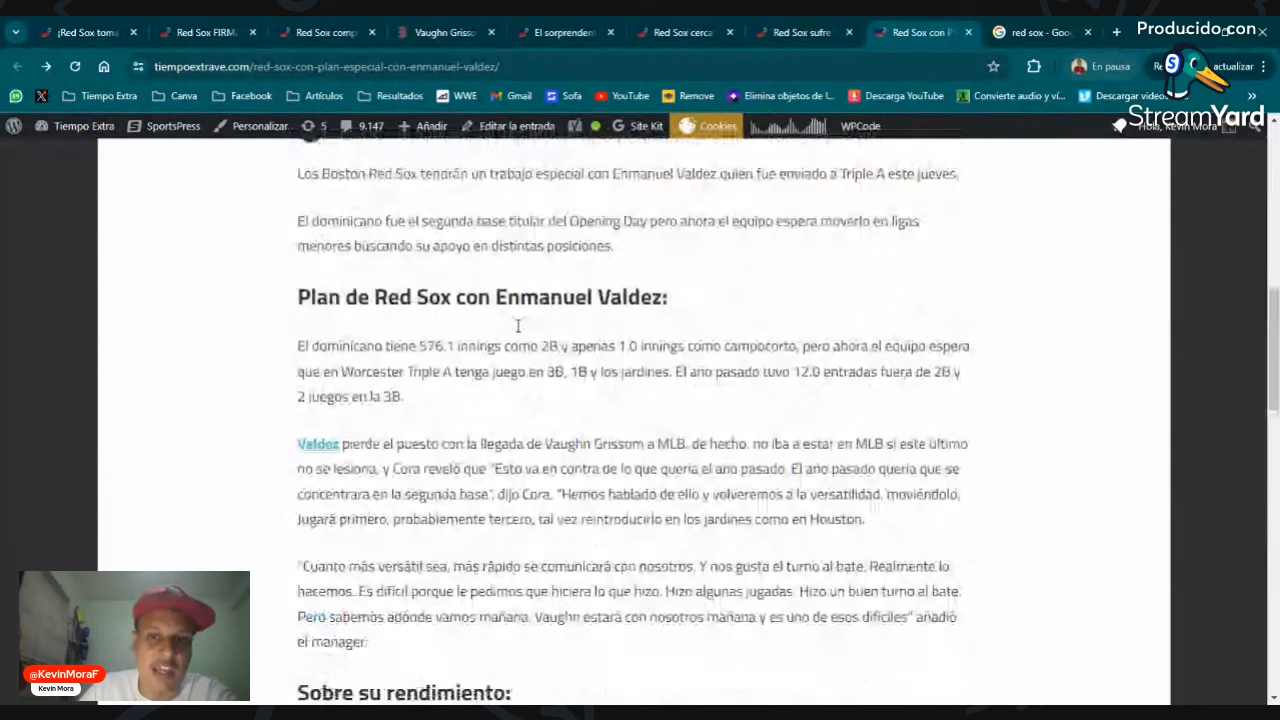 ¡Red Sox tom
Red Sox FIRM
Red Sox comp
Vaughn Grisso
El sorprenden
Red Sox cerca
Red Sox sufre
Red Sox con P
red sox - Goo
Producido con
StreamYard
tiempoextrave.com/red-sox-con-plan-especial-con-enmanuel-valdez/
En pausa
actualizar
Tiempo Extra
Canva
Facebook
Artículos
Resultados
WWE
Gmail
Sofa
YouTube
Remove
Elimina objetos de l...
Descarga YouTube
Convierte audio y ví...
Descargar video
Tiempo Extra
SportsPress
Personalizar
5
9.147
Añadir
Editar la entrada
Site Kit
Cookies
WPCode
Hola, Kevin Mora
Los Boston Red Sox tendrán un trabajo especial con Enmanuel Valdez quien fue enviado a Triple A este jueves.
El dominicano fue el segunda base titular del Opening Day pero ahora el equipo espera moverlo en ligas
menores buscando su apoyo en distintas posiciones.
Plan de Red Sox con Enmanuel Valdez:
El dominicano tiene 576.1 innings como 2B y apenas 1.0 innings como campocorto, pero ahora el equipo espera
que en Worcester Triple A tenga juego en 3B, 1B y los jardines. El año pasado tuvo 12.0 entradas fuera de 2B y
2 juegos en la 3B.
Valdez pierde el puesto con la llegada de Vaughn Grissom a MLB, de hecho, no iba a estar en MLB si este último
no se lesiona, y Cora reveló que "Esto va en contra de lo que quería el año pasado. El año pasado quería que se
concentrara en la segunda base", dijo Cora. "Hemos hablado de ello y volveremos a la versatilidad, moviéndolo.
Jugará primero, probablemente tercero, tal vez reintroducirlo en los jardines como en Houston.
"Cuanto más versátil sea, más rápido se comunicará con nosotros. Y nos gusta el turno al bate. Realmente lo
hacemos. Es difícil porque le pedimos que hiciera lo que hizo. Hizo algunas jugadas. Hizo un buen turno al bate.
Pero sabemos adónde vamos mañana. Vaughn estará con nosotros mañana y es uno de esos difíciles" añadió
el manager.
Sobre su rendimiento:
@KevinMoraF
Kevin Mora